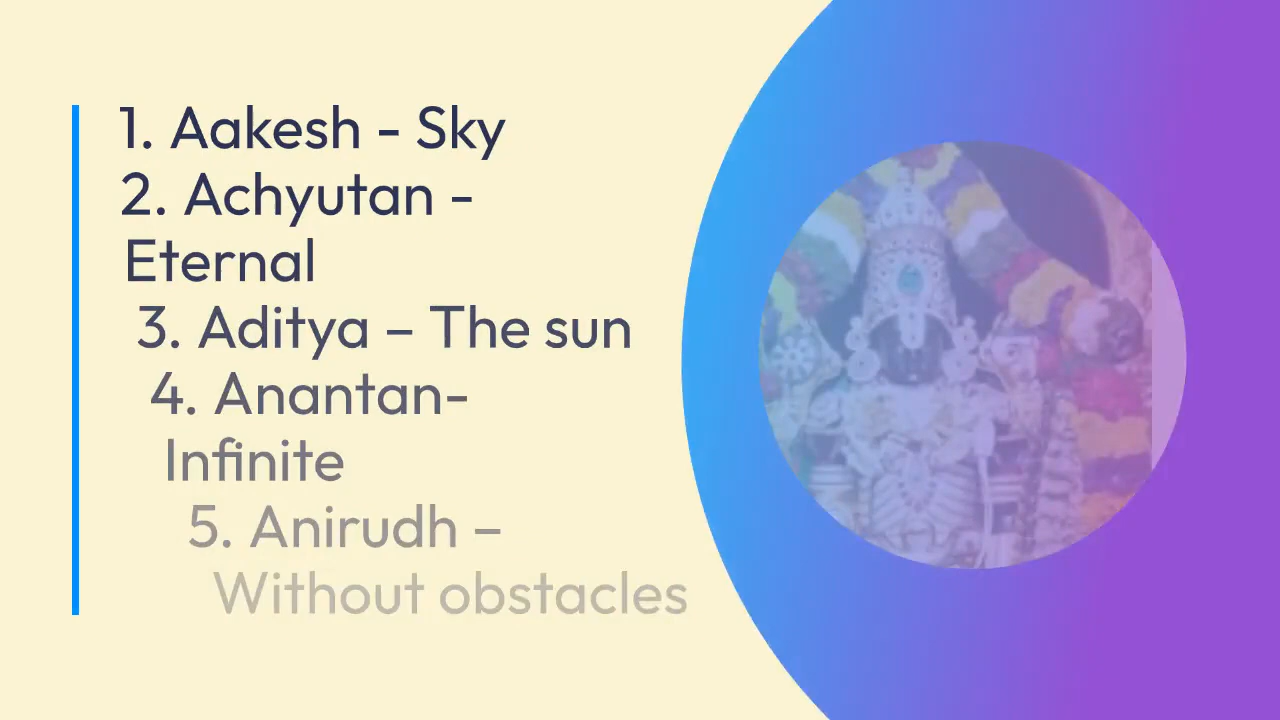 1. Aakesh - Sky
2. Achyutan -
Eternal
3. Aditya – The sun
4. Anantan-
Infinite
5. Anirudh –
Without obstacles